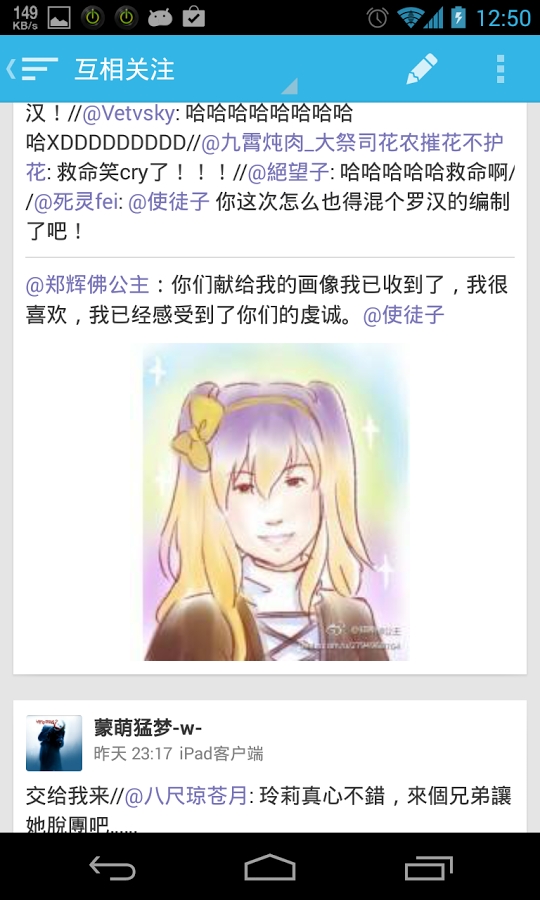 149
KB/s
12:50
互相关注
汉！//@Vetvsky: 哈哈哈哈哈哈哈哈
哈XDDDDDDDDD//@九霄炖肉_大祭司花农摧花不护
花: 救命笑cry了！！！//@絕望子: 哈哈哈哈哈救命啊/
/@死灵fei: @使徒子 你这次怎么也得混个罗汉的编制
了吧！
@郑辉佛公主：你们献给我的画像我已收到了，我很
喜欢，我已经感受到了你们的虔诚。@使徒子
蒙萌猛梦-w-
昨天 23:17 iPad客户端
交给我来//@八尺琼苍月: 玲莉真心不錯，來個兄弟讓
她脫團吧……